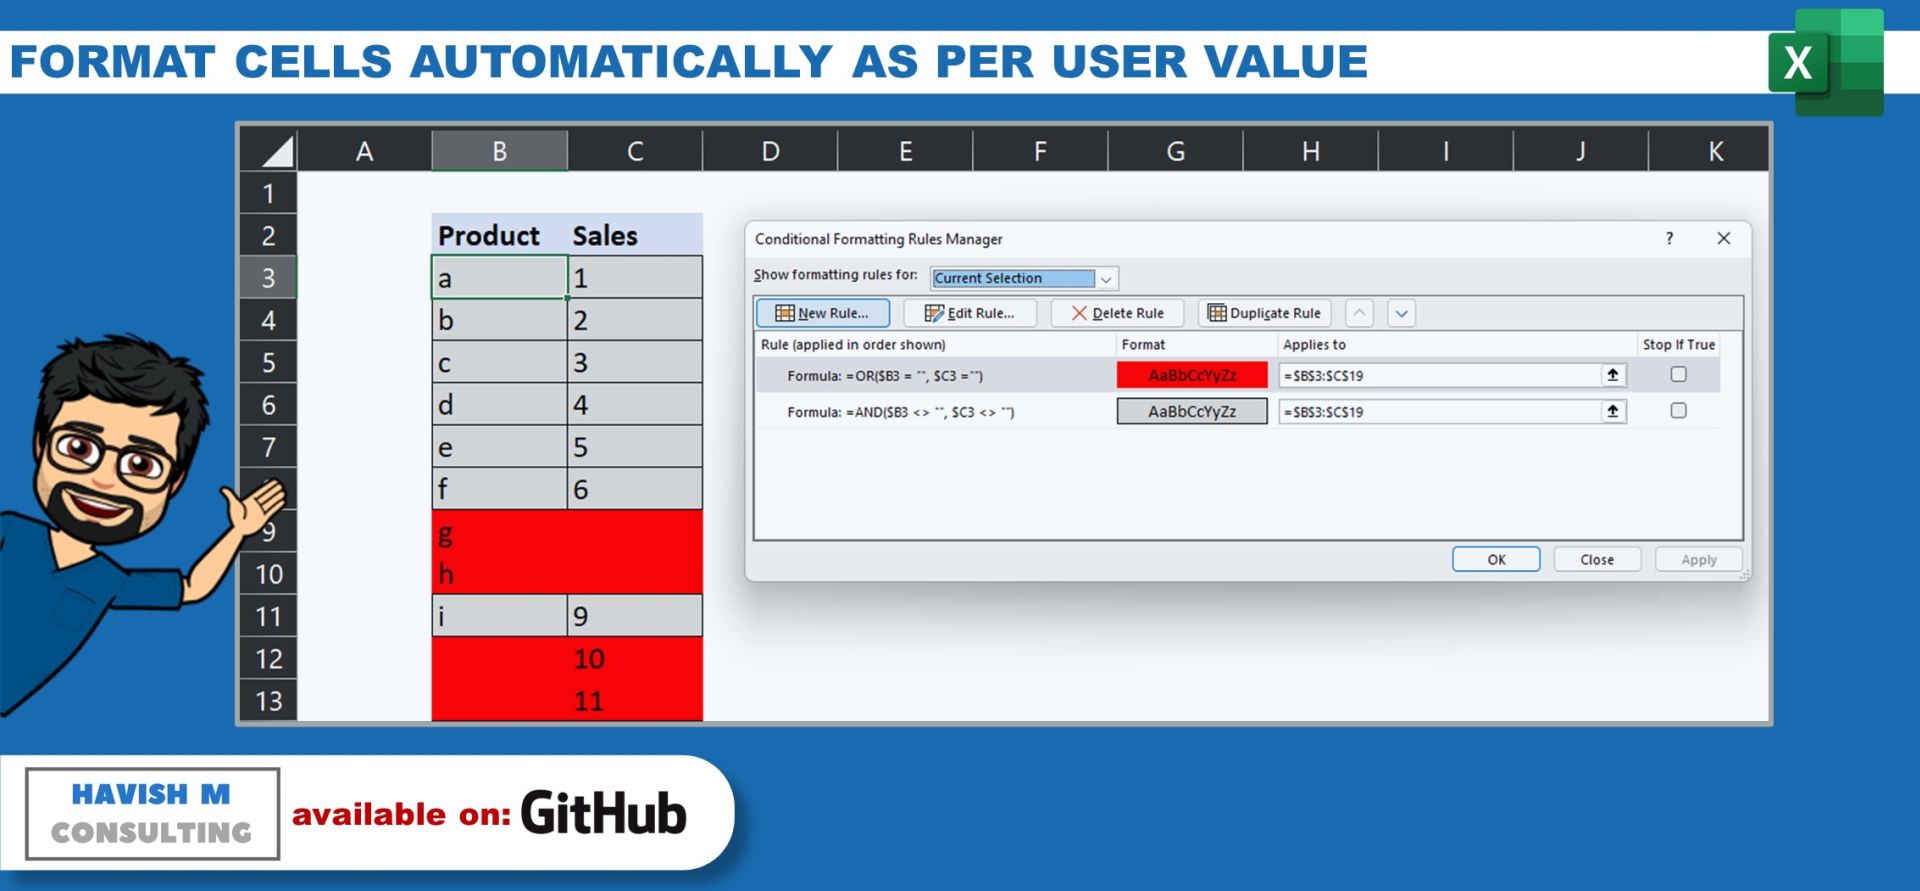 FORMAT CELLS AUTOMATICALLY AS PER USER VALUE
X
A B C D E F G H I J K
1
2 Product Sales
3 a 1
4 b 2
5 c 3
6 d 4
7 e 5
f 6
9 g
10 h
11 i 9
12 10
13 11
Conditional Formatting Rules Manager ?
Show formatting rules for: Current Selection
New Rule... Edit Rule... Delete Rule Duplicate Rule
Rule (applied in order shown) Format Applies to Stop If True
Formula: =OR($B3 = "", $C3 ="") AaBbCcYyZz =$B$3:$C$19
Formula: =AND($B3 <> "", $C3 <> "") AaBbCcYyZz =$B$3:$C$19
OK Close Apply
HAVISH M
CONSULTING
available on: GitHub